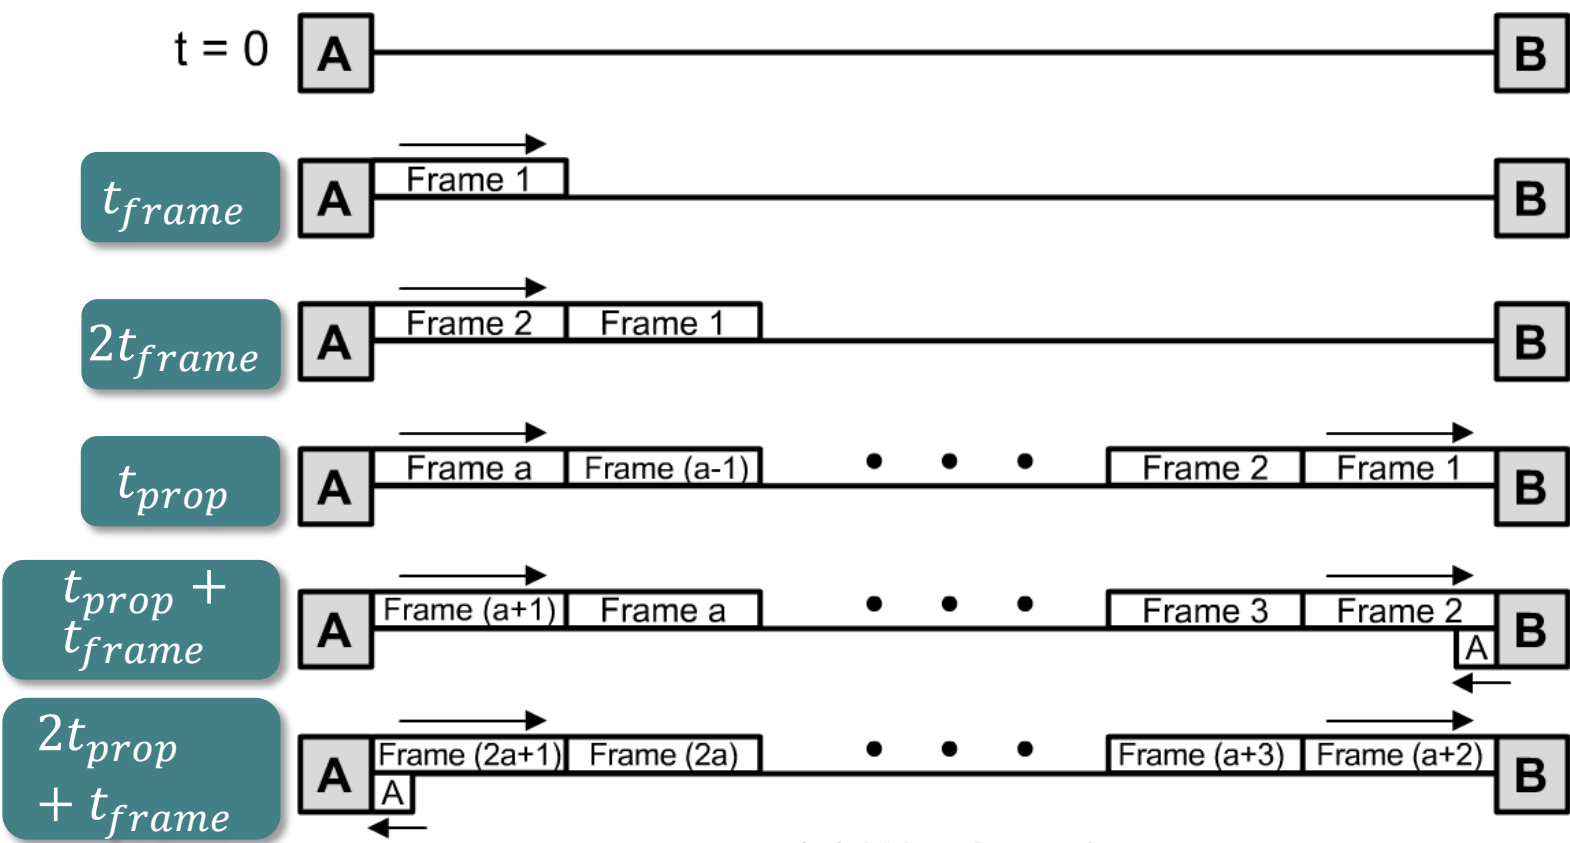 t = 0 A B
t_frame A Frame 1 B
2t_frame A Frame 2 Frame 1 B
t_prop A Frame a Frame (a-1) • • • Frame 2 Frame 1 B
t_prop +
t_frame A Frame (a+1) Frame a • • • Frame 3 Frame 2 B
A
2t_prop
+ t_frame A Frame (2a+1) Frame (2a) • • • Frame (a+3) Frame (a+2) B
A